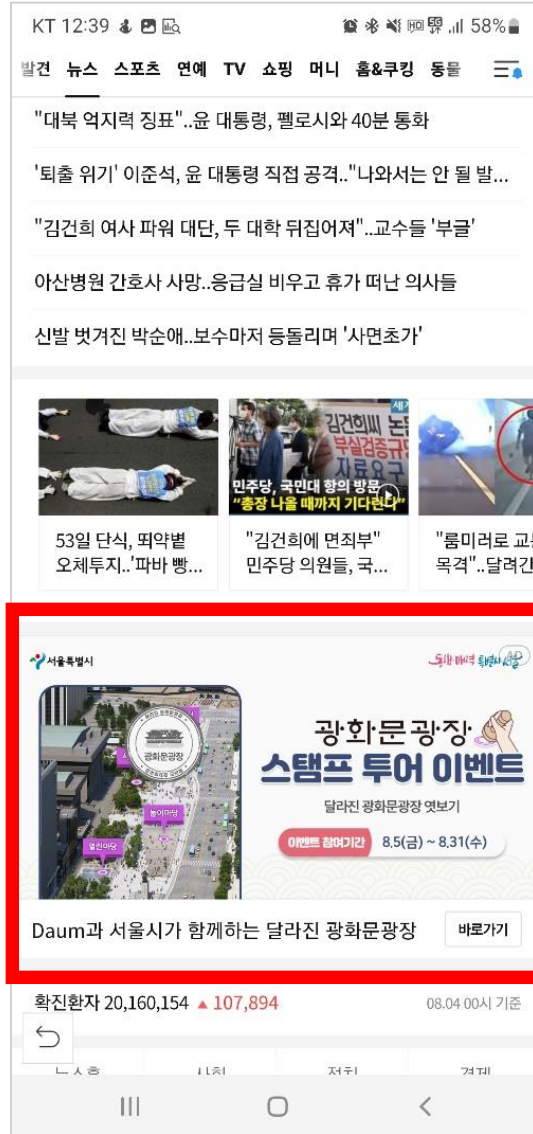 KT 12:39
58%
발견 뉴스 스포츠 연예 TV 쇼핑 머니 홈&쿠킹 동물
"대북 억지력 징표"..윤 대통령, 펠로시와 40분 통화
'퇴출 위기' 이준석, 윤 대통령 직접 공격.."나와서는 안 될 발...
"김건희 여사 파워 대단, 두 대학 뒤집어져"..교수들 '부글'
아산병원 간호사 사망..응급실 비우고 휴가 떠난 의사들
신발 벗겨진 박순애..보수마저 등돌리며 '사면초가'
김건희씨 논
부실검증규
자료요구
민주당, 국민대 항의 방문
"총장 나올 때까지 기다린다"
53일 단식, 뙤약볕
오체투지..'파바 빵...
"김건희에 면죄부"
민주당 의원들, 국...
"룸미러로 교
목격"..달려간
서울특별시
동행·매력 특별시 서울
AD
광화문광장
놀이마당
열린마당
광화문광장
스탬프 투어 이벤트
달라진 광화문광장 엿보기
이벤트 참여기간 8.5(금) ~ 8.31(수)
Daum과 서울시가 함께하는 달라진 광화문광장
바로가기
확진환자 20,160,154 ▲ 107,894
08.04 00시 기준